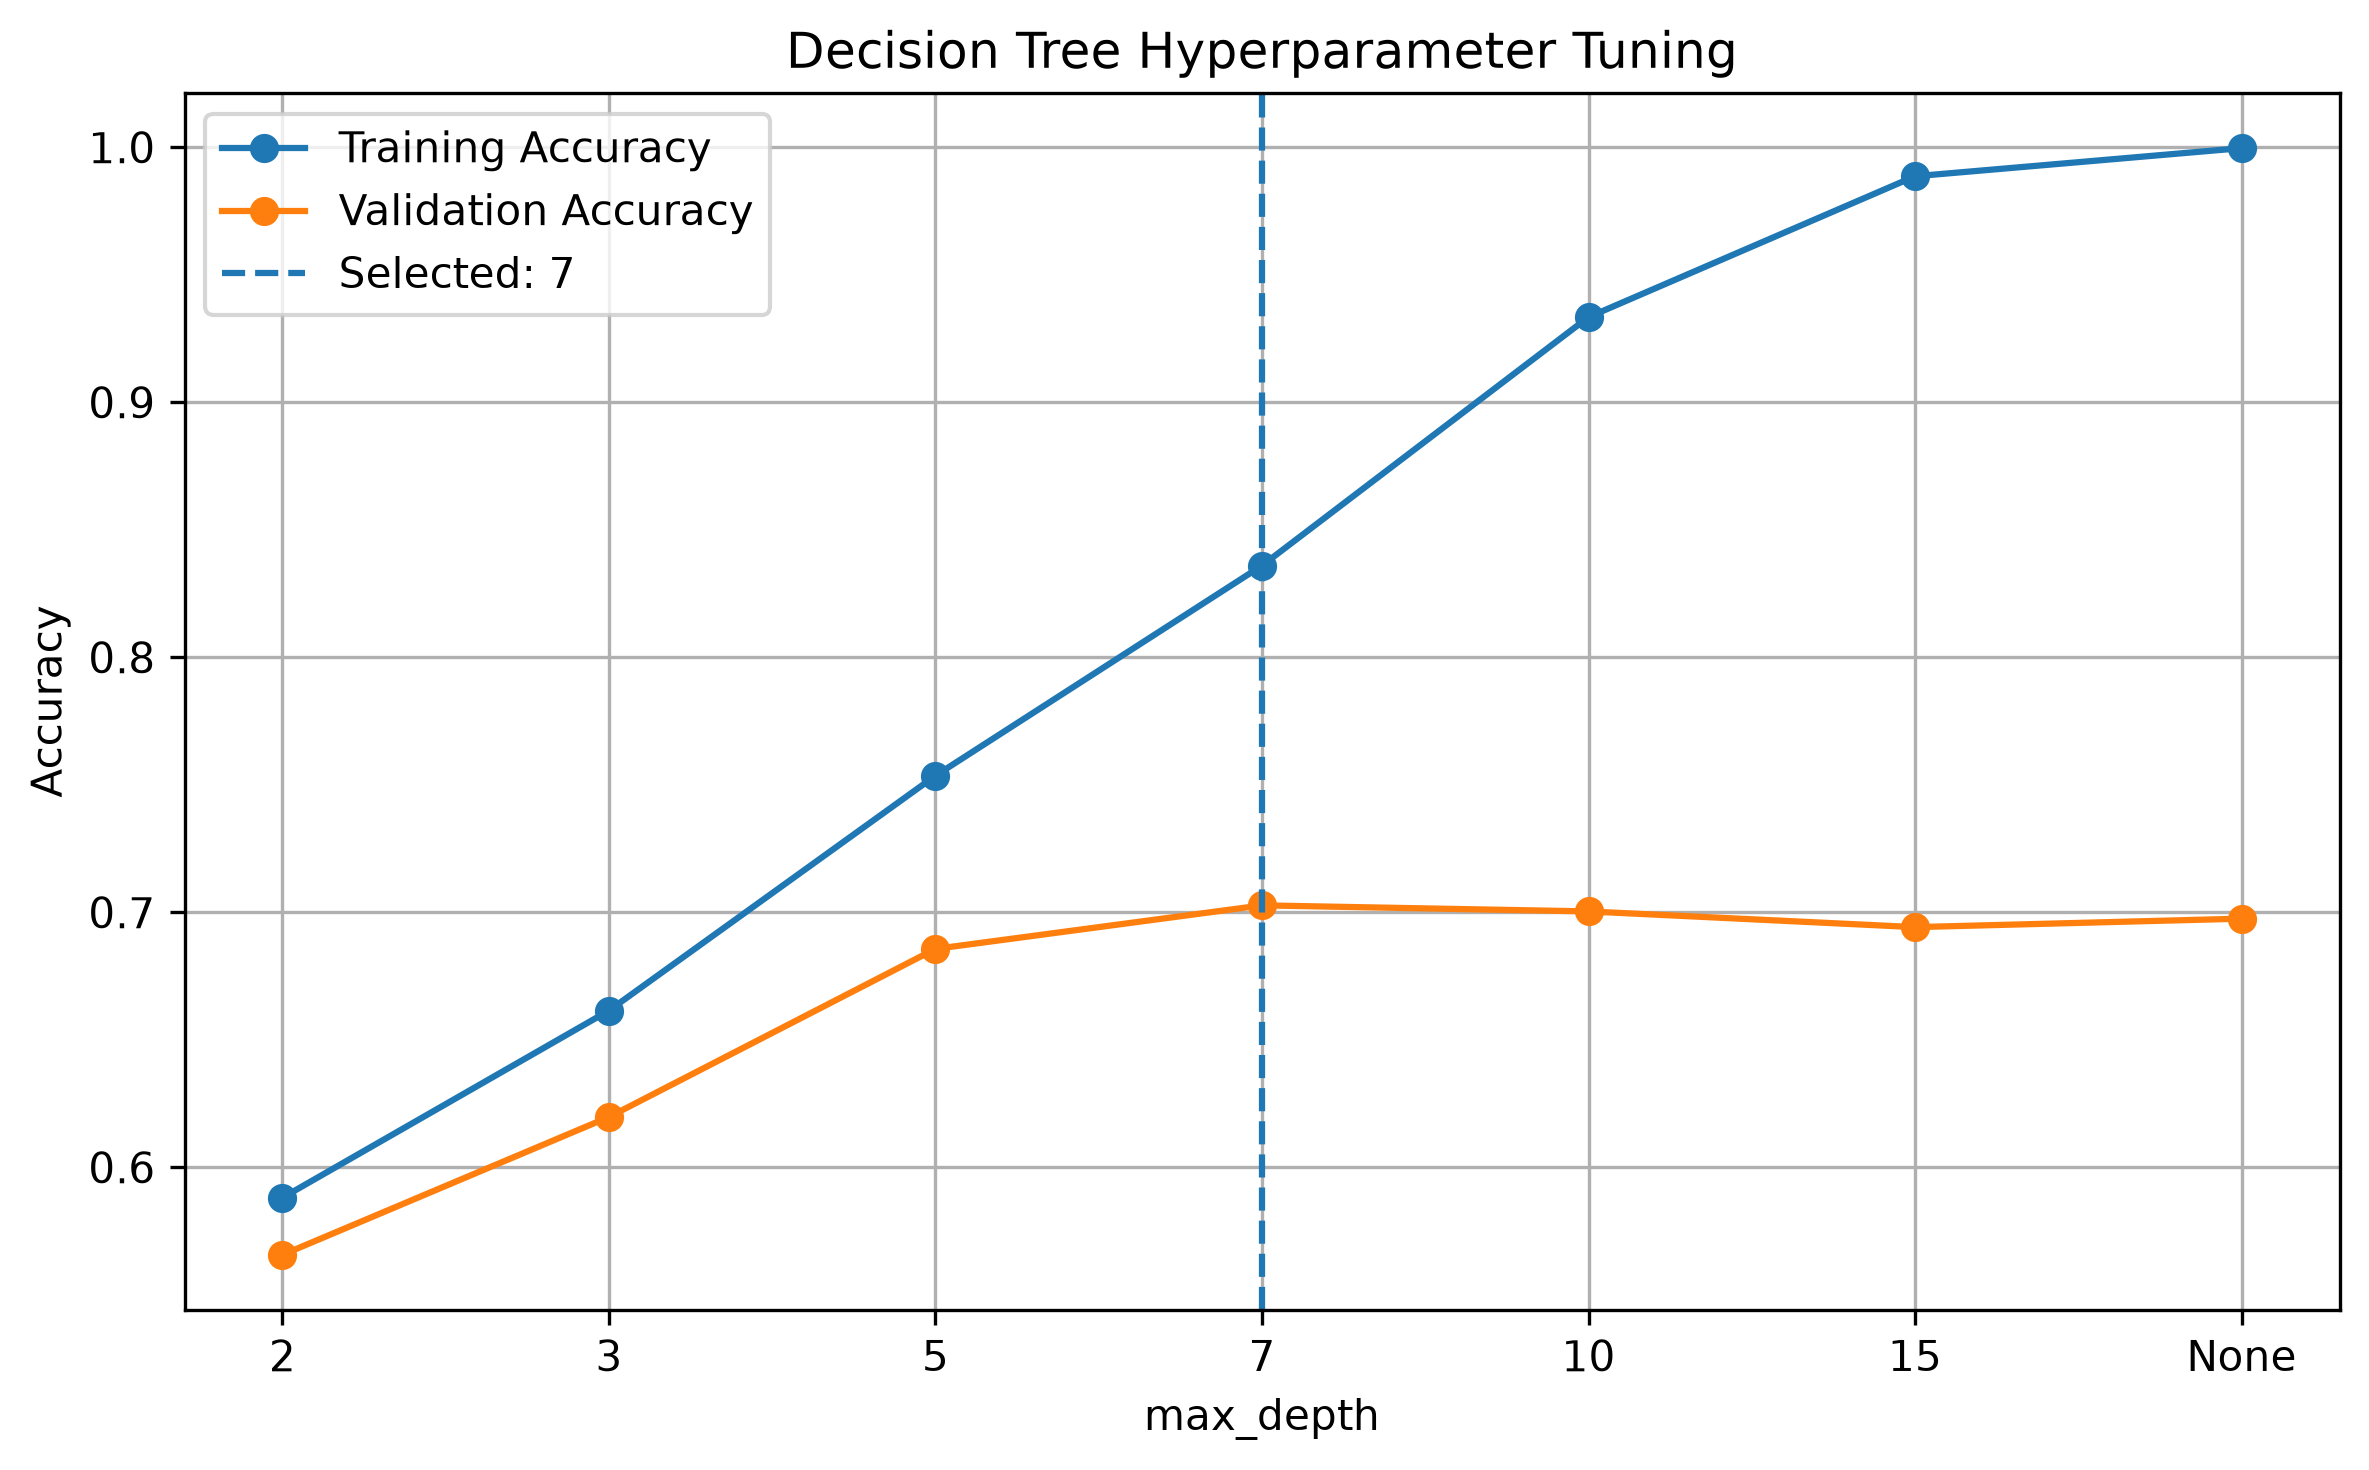 Decision Tree Hyperparameter Tuning
Training Accuracy
Validation Accuracy
Selected: 7
1.0
0.9
0.8
0.7
0.6
Accuracy
2 3 5 7 10 15 None
max_depth